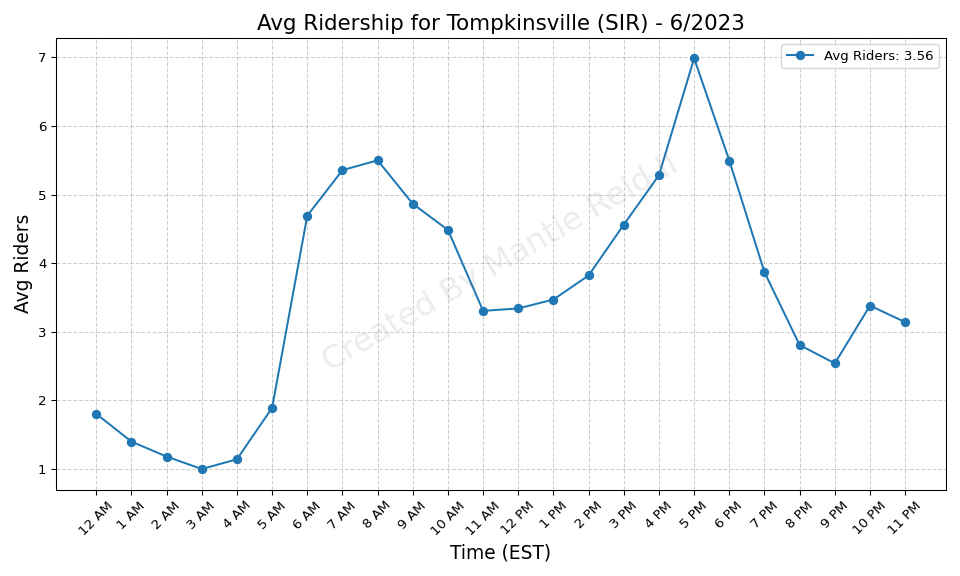 Avg Ridership for Tompkinsville (SIR) - 6/2023
Avg Riders: 3.56
Avg Riders
7
6
5
4
3
2
1
Created By Mantie Reid II
12 AM
1 AM
2 AM
3 AM
4 AM
5 AM
6 AM
7 AM
8 AM
9 AM
10 AM
11 AM
12 PM
1 PM
2 PM
3 PM
4 PM
5 PM
6 PM
7 PM
8 PM
9 PM
10 PM
11 PM
Time (EST)